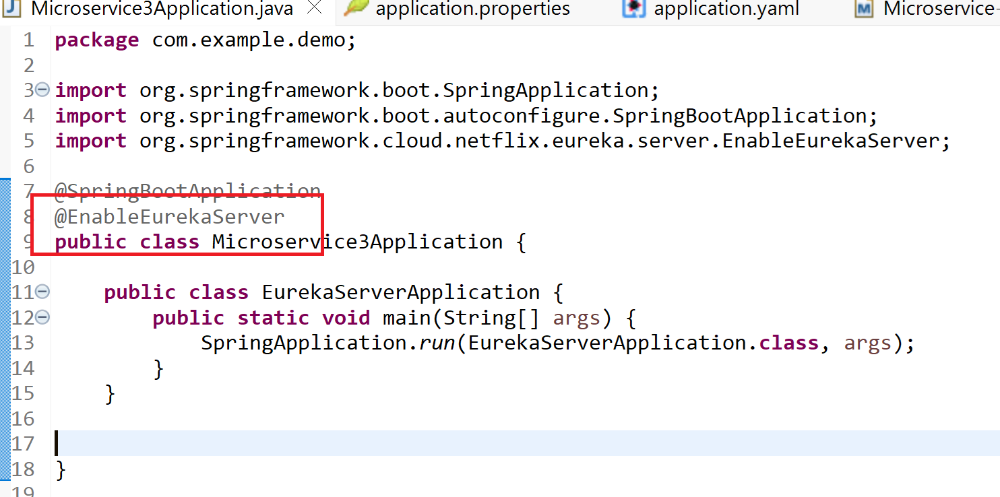 Microservice3Application.java application.properties application.yaml Microservice-
1 package com.example.demo;
2
3 import org.springframework.boot.SpringApplication;
4 import org.springframework.boot.autoconfigure.SpringBootApplication;
5 import org.springframework.cloud.netflix.eureka.server.EnableEurekaServer;
6
7 @SpringBootApplication
8 @EnableEurekaServer
9 public class Microservice3Application {
10
11     public class EurekaServerApplication {
12         public static void main(String[] args) {
13             SpringApplication.run(EurekaServerApplication.class, args);
14         }
15     }
16
17
18 }
19